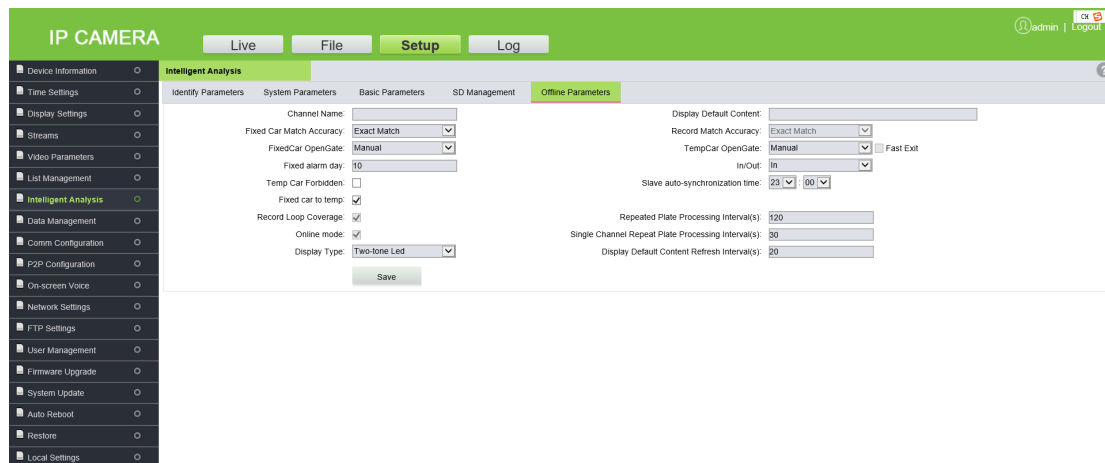 IP CAMERA
Live File Setup Log
CH
admin | Logout
Device Information
Time Settings
Display Settings
Streams
Video Parameters
List Management
Intelligent Analysis
Data Management
Comm Configuration
P2P Configuration
On-screen Voice
Network Settings
FTP Settings
User Management
Firmware Upgrade
System Update
Auto Reboot
Restore
Local Settings
Intelligent Analysis
?
Identify Parameters System Parameters Basic Parameters SD Management Offline Parameters
Channel Name: Display Default Content:
Fixed Car Match Accuracy: Exact Match Record Match Accuracy: Exact Match
FixedCar OpenGate: Manual TempCar OpenGate: Manual Fast Exit
Fixed alarm day: 10 In/Out: In
Temp Car Forbidden: Slave auto-synchronization time: 23 : 00
Fixed car to temp:
Record Loop Coverage: Repeated Plate Processing Interval(s): 120
Online mode: Single Channel Repeat Plate Processing Interval(s): 30
Display Type: Two-tone Led Display Default Content Refresh Interval(s): 20
Save